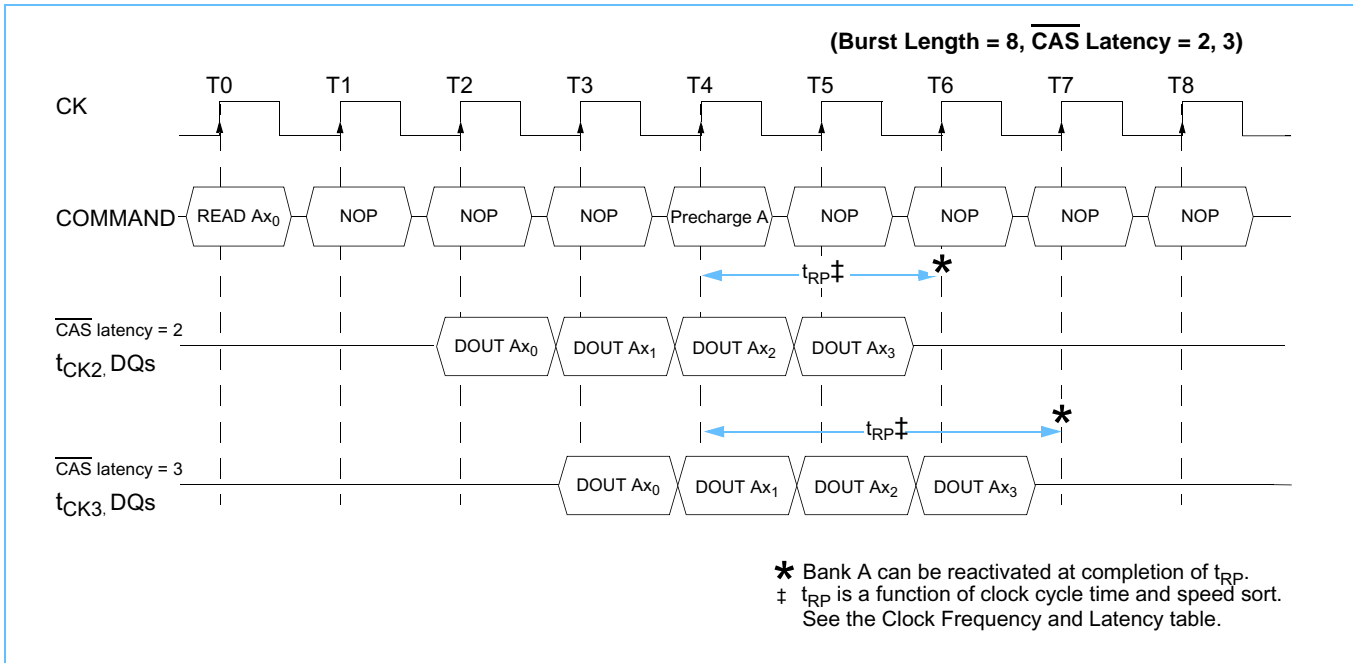 (Burst Length = 8, CAS Latency = 2, 3)
T0 T1 T2 T3 T4 T5 T6 T7 T8
CK
COMMAND READ Ax0 NOP NOP NOP Precharge A NOP NOP NOP NOP
tRP‡ *
CAS latency = 2
tCK2, DQs
DOUT Ax0 DOUT Ax1 DOUT Ax2 DOUT Ax3
*
tRP‡
CAS latency = 3
tCK3, DQs
DOUT Ax0 DOUT Ax1 DOUT Ax2 DOUT Ax3
* Bank A can be reactivated at completion of tRP.
‡ tRP is a function of clock cycle time and speed sort.
See the Clock Frequency and Latency table.